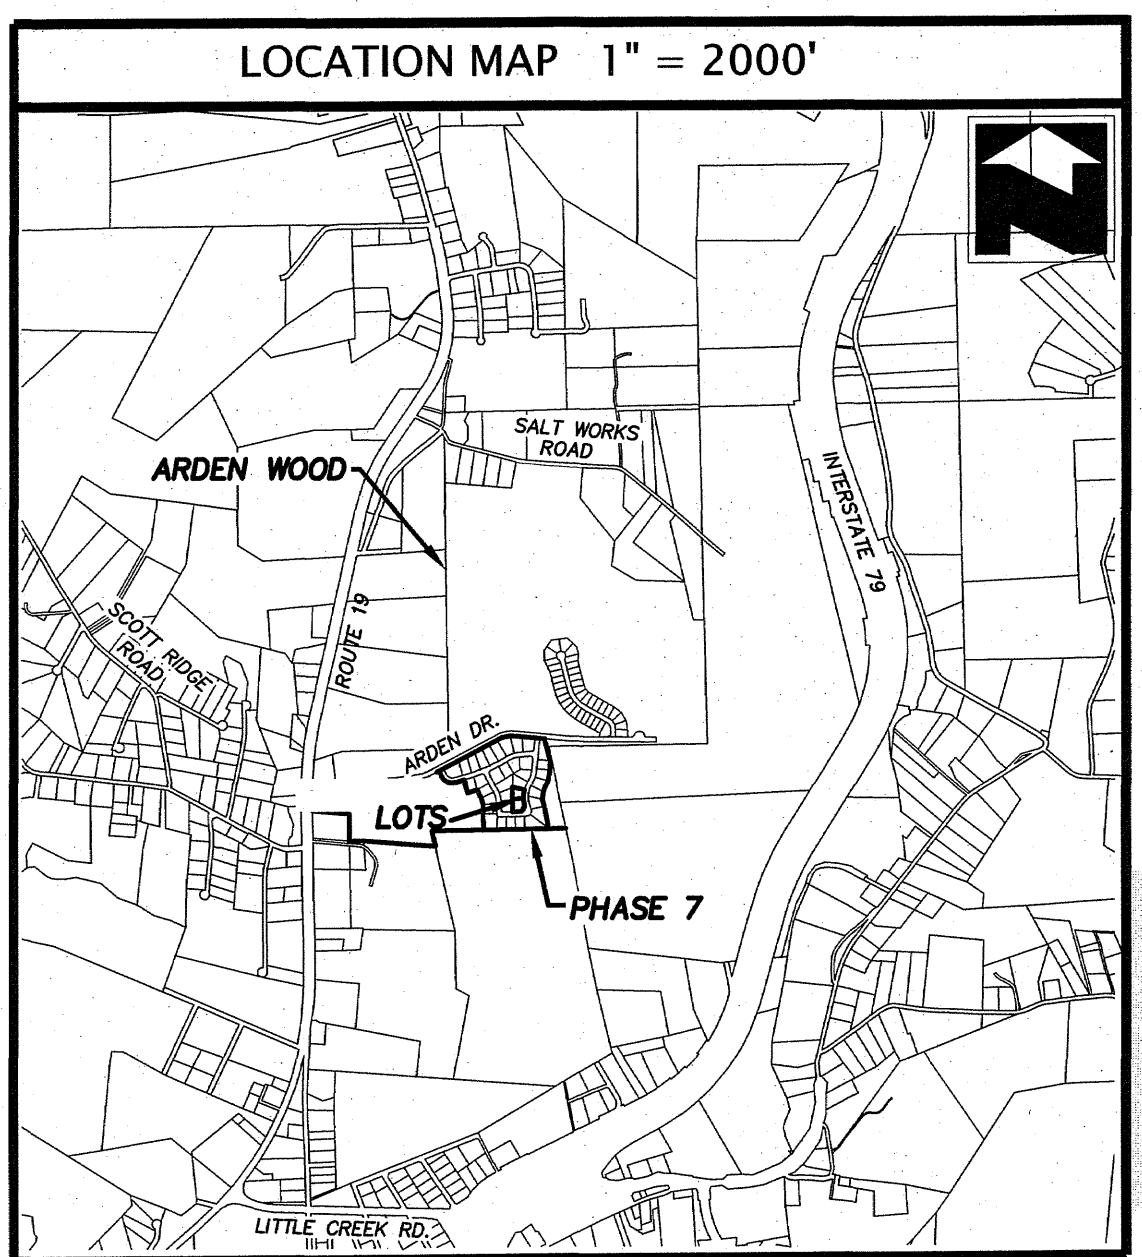 LOCATION MAP 1" = 2000'
N
SALT WORKS
ROAD
ARDEN WOOD
INTERSTATE 79
SCOTT RIDGE
ROAD
ROUTE 19
ARDEN DR.
LOTS
PHASE 7
LITTLE CREEK RD.